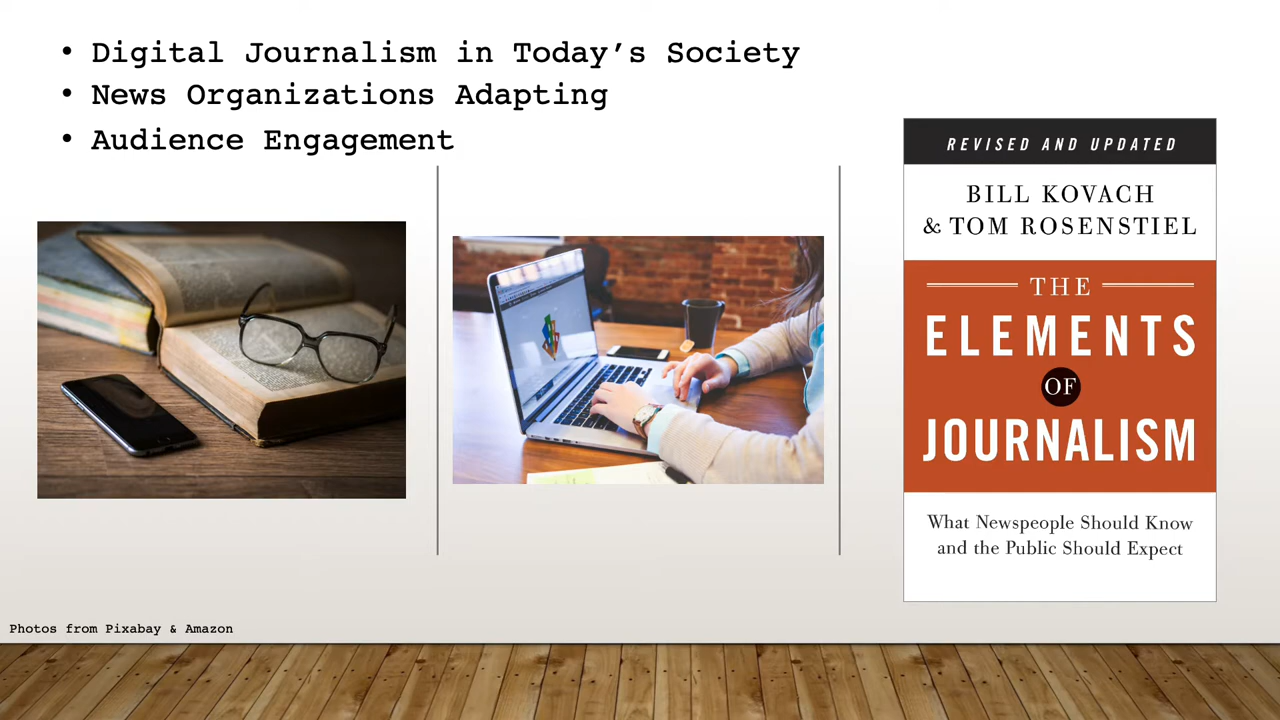 • Digital Journalism in Today’s Society
• News Organizations Adapting
• Audience Engagement
REVISED AND UPDATED
BILL KOVACH
& TOM ROSENSTIEL
THE
ELEMENTS
OF
JOURNALISM
What Newspeople Should Know
and the Public Should Expect
Photos from Pixabay & Amazon